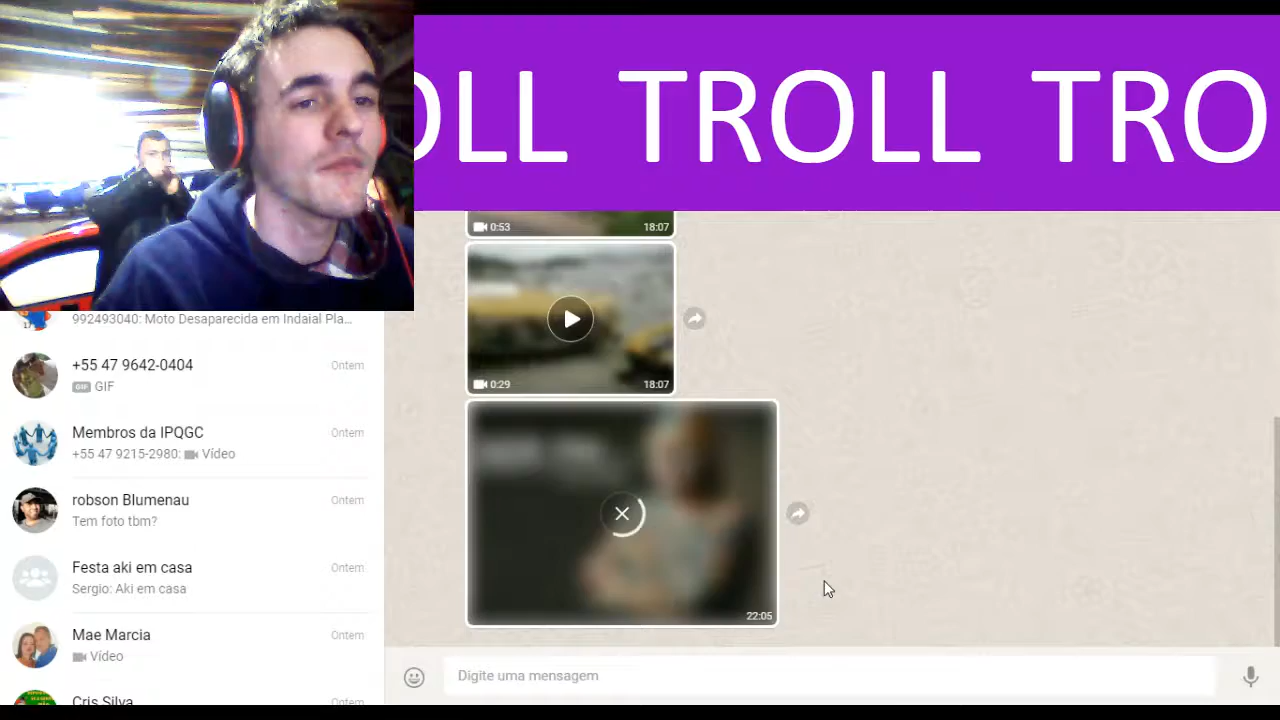 OLL TROLL TRO
0:53 18:07
0:29 18:07
22:05
992493040: Moto Desaparecida em Indaial Pla…
+55 47 9642-0404 Ontem
GIF GIF
Membros da IPQGC Ontem
+55 47 9215-2980: Vídeo
robson Blumenau Ontem
Tem foto tbm?
Festa aki em casa Ontem
Sergio: Aki em casa
Mae Marcia Ontem
Vídeo
Cris Silva Ontem
Digite uma mensagem